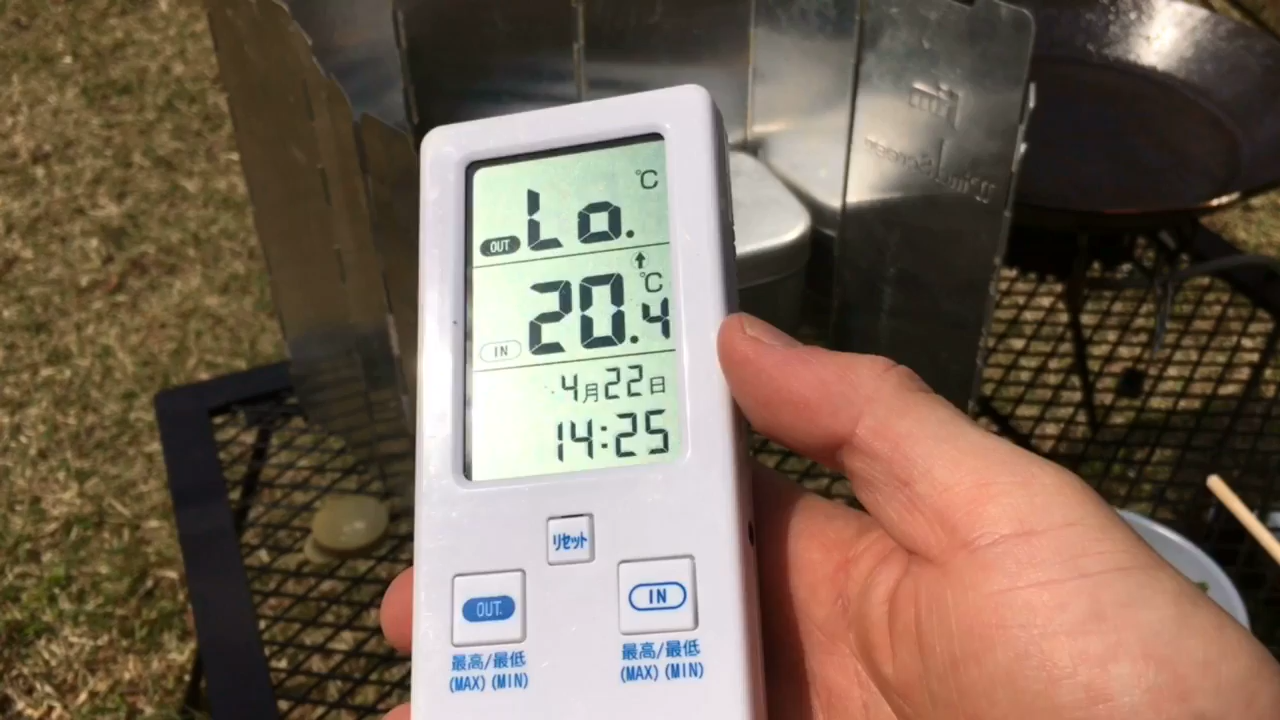 ℃
OUT Lo.
℃
IN 20.4
4月22日
14:25
リセット
OUT
IN
最高/最低
(MAX) (MIN)
最高/最低
(MAX) (MIN)